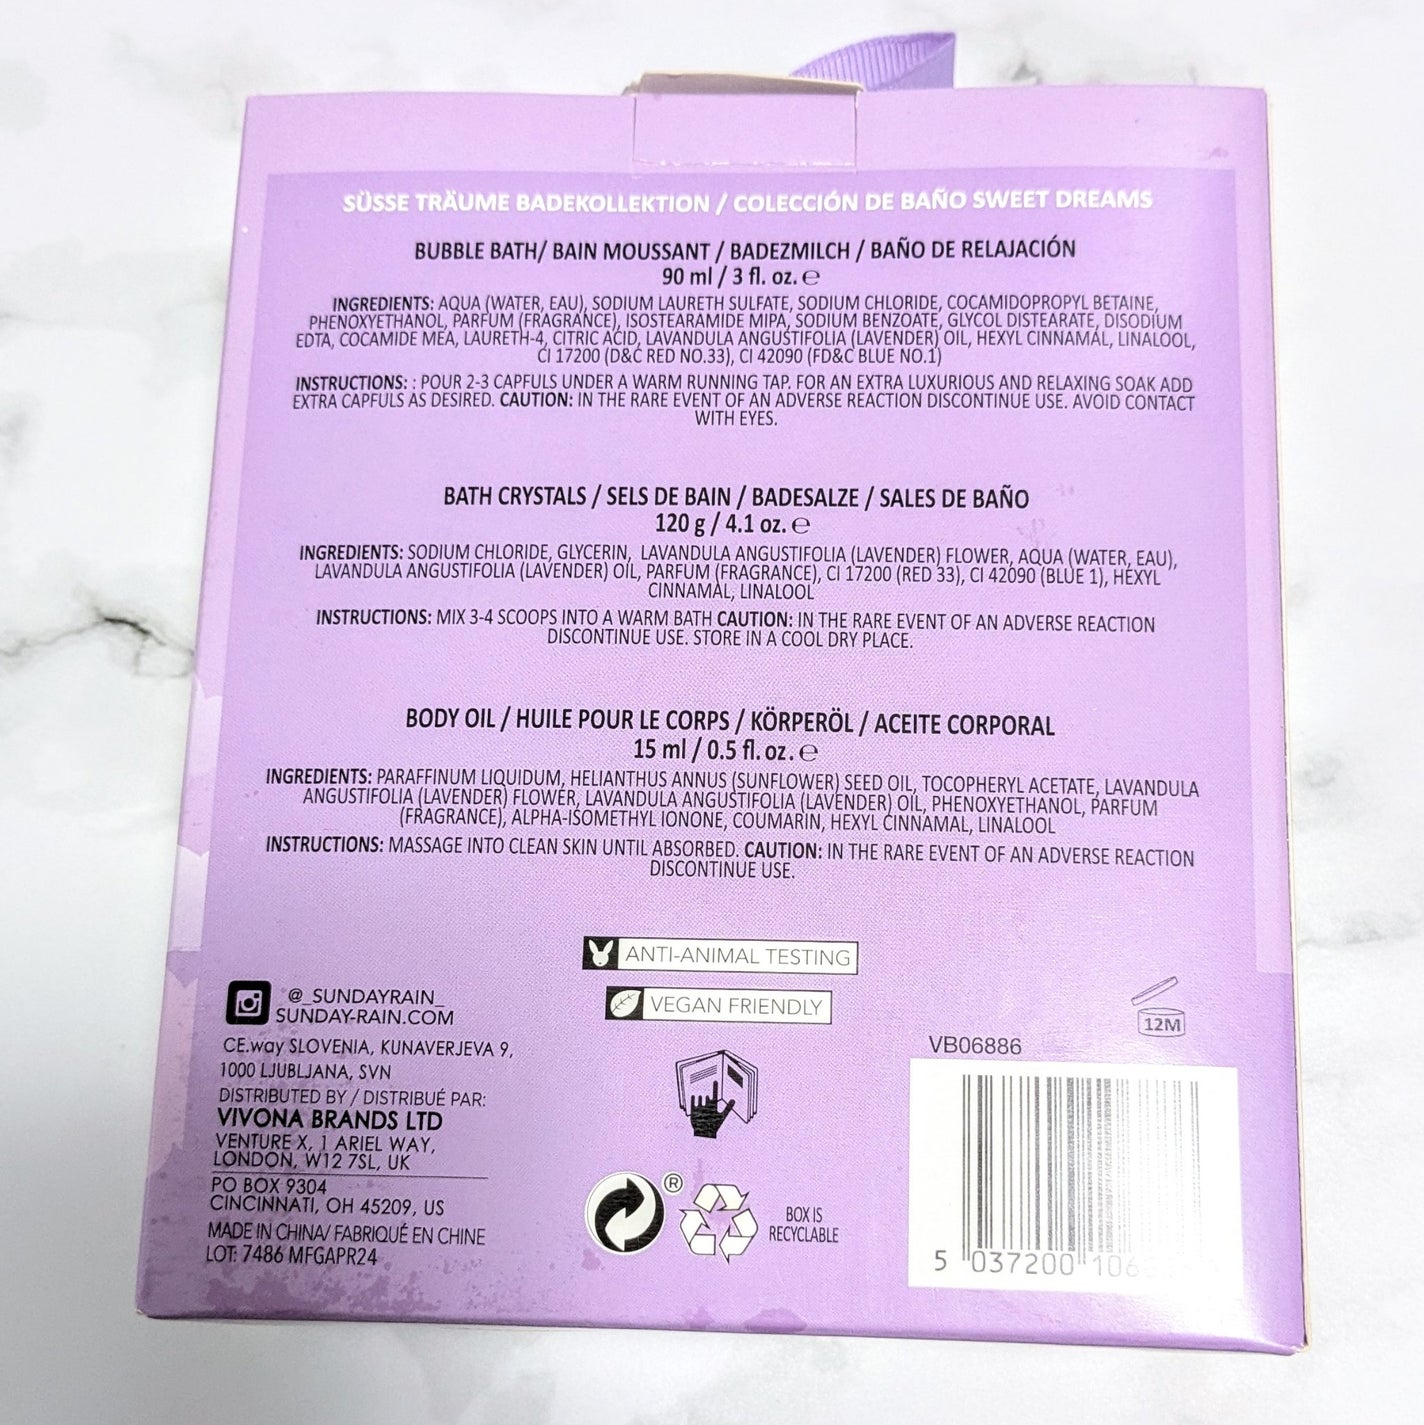 SÜSSE TRÄUME BADEKOLLEKTION / COLECCIÓN DE BAÑO SWEET DREAMS
BUBBLE BATH/ BAIN MOUSSANT / BADEZMILCH / BAÑO DE RELAJACIÓN
90 ml / 3 fl. oz. ℮
INGREDIENTS: AQUA (WATER, EAU), SODIUM LAURETH SULFATE, SODIUM CHLORIDE, COCAMIDOPROPYL BETAINE,
PHENOXYETHANOL, PARFUM (FRAGRANCE), ISOSTEARAMIDE MIPA, SODIUM BENZOATE, GLYCOL DISTEARATE, DISODIUM
EDTA, COCAMIDE MEA, LAURETH-4, CITRIC ACID, LAVANDULA ANGUSTIFOLIA (LAVENDER) OIL, HEXYL CINNAMAL, LINALOOL,
CI 17200 (D&C RED NO.33), CI 42090 (FD&C BLUE NO.1)
INSTRUCTIONS: : POUR 2-3 CAPFULS UNDER A WARM RUNNING TAP. FOR AN EXTRA LUXURIOUS AND RELAXING SOAK ADD
EXTRA CAPFULS AS DESIRED. CAUTION: IN THE RARE EVENT OF AN ADVERSE REACTION DISCONTINUE USE. AVOID CONTACT
WITH EYES.
BATH CRYSTALS / SELS DE BAIN / BADESALZE / SALES DE BAÑO
120 g / 4.1 oz. ℮
INGREDIENTS: SODIUM CHLORIDE, GLYCERIN, LAVANDULA ANGUSTIFOLIA (LAVENDER) FLOWER, AQUA (WATER, EAU),
LAVANDULA ANGUSTIFOLIA (LAVENDER) OIL, PARFUM (FRAGRANCE), CI 17200 (RED 33), CI 42090 (BLUE 1), HEXYL
CINNAMAL, LINALOOL
INSTRUCTIONS: MIX 3-4 SCOOPS INTO A WARM BATH CAUTION: IN THE RARE EVENT OF AN ADVERSE REACTION
DISCONTINUE USE. STORE IN A COOL DRY PLACE.
BODY OIL / HUILE POUR LE CORPS / KÖRPERÖL / ACEITE CORPORAL
15 ml / 0.5 fl. oz. ℮
INGREDIENTS: PARAFFINUM LIQUIDUM, HELIANTHUS ANNUS (SUNFLOWER) SEED OIL, TOCOPHERYL ACETATE, LAVANDULA
ANGUSTIFOLIA (LAVENDER) FLOWER, LAVANDULA ANGUSTIFOLIA (LAVENDER) OIL, PHENOXYETHANOL, PARFUM
(FRAGRANCE), ALPHA-ISOMETHYL IONONE, COUMARIN, HEXYL CINNAMAL, LINALOOL
INSTRUCTIONS: MASSAGE INTO CLEAN SKIN UNTIL ABSORBED. CAUTION: IN THE RARE EVENT OF AN ADVERSE REACTION
DISCONTINUE USE.
ANTI-ANIMAL TESTING
VEGAN FRIENDLY
@_SUNDAYRAIN_
SUNDAY-RAIN.COM
CE.way SLOVENIA, KUNAVERJEVA 9,
1000 LJUBLJANA, SVN
DISTRIBUTED BY / DISTRIBUÉ PAR:
VIVONA BRANDS LTD
VENTURE X, 1 ARIEL WAY,
LONDON, W12 7SL, UK
PO BOX 9304
CINCINNATI, OH 45209, US
MADE IN CHINA/ FABRIQUÉ EN CHINE
LOT: 7486 MFGAPR24
®
BOX IS
RECYCLABLE
12M
VB06886
5 037200 106